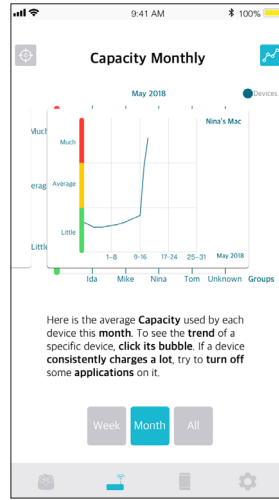 9:41 AM 100%
Capacity Monthly
May 2018 Devices
Nina's Mac
Much Much
Average
Little
Little
1-8 9-16 17-24 25-31 May 2018
Ida Mike Nina Tom Unknown Groups
Here is the average Capacity used by each
device this month. To see the trend of a
specific device, click its bubble. If a device
consistently charges a lot, try to turn off
some applications on it.
Week Month All